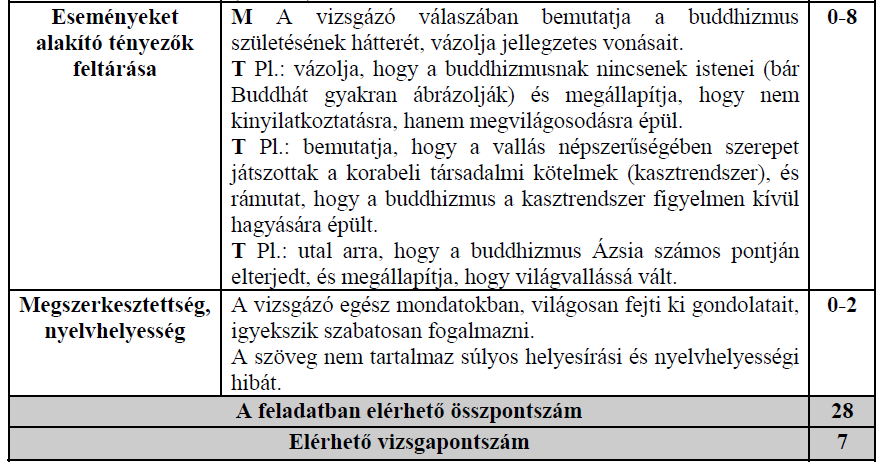 Eseményeket alakító tényezők feltárása
M A vizsgázó válaszában bemutatja a buddhizmus
születésének hátterét, vázolja jellegzetes vonásait.
T Pl.: vázolja, hogy a buddhizmusnak nincsenek istenei (bár
Buddhát gyakran ábrázolják) és megállapítja, hogy nem
kinyilatkoztatásra, hanem megvilágosodásra épül.
T Pl.: bemutatja, hogy a vallás népszerűségében szerepet
játszottak a korabeli társadalmi kötelmek (kasztrendszer), és
rámutat, hogy a buddhizmus a kasztrendszer figyelmen kívül
hagyására épült.
T Pl.: utal arra, hogy a buddhizmus Ázsia számos pontján
elterjedt, és megállapítja, hogy világvallássá vált.
0-8
Megszerkesztettség,
nyelvhelyesség
A vizsgázó egész mondatokban, világosan fejti ki gondolatait,
igyekszik szabatosan fogalmazni.
A szöveg nem tartalmaz súlyos helyesírási és nyelvhelyességi
hibát.
0-2
A feladatban elérhető összpontszám 28
Elérhető vizsgapontszám 7